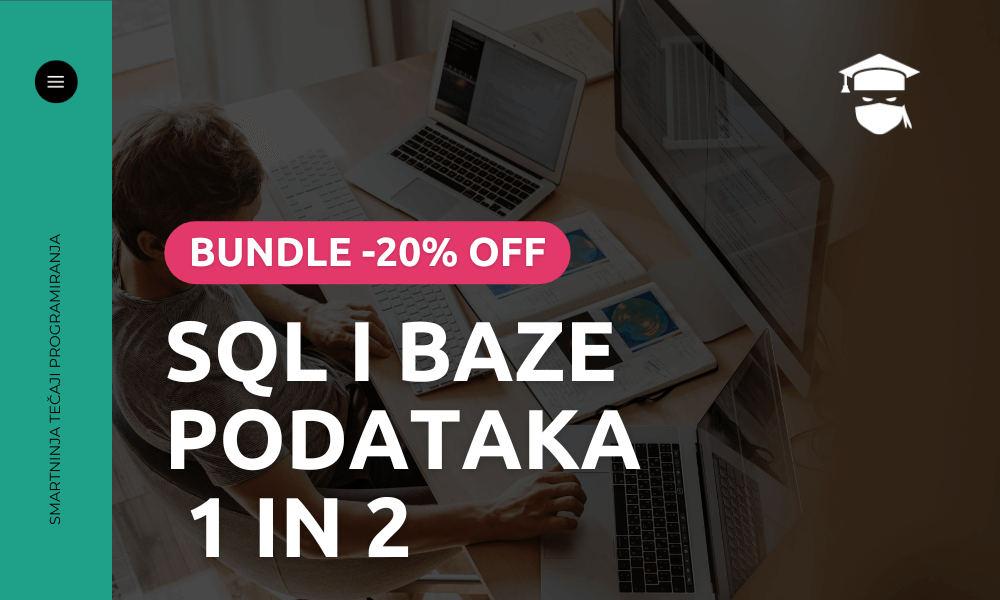 SMARTNINJA TEČAJI PROGRAMIRANJA
BUNDLE -20% OFF
SQL I BAZE
PODATAKA
1 IN 2